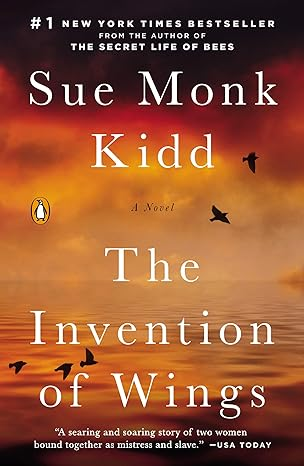 #1 NEW YORK TIMES BESTSELLER
FROM THE AUTHOR OF
THE SECRET LIFE OF BEES
Sue Monk
Kidd
A Novel
The
Invention
of Wings
"A searing and soaring story of two women
bound together as mistress and slave." —USA TODAY